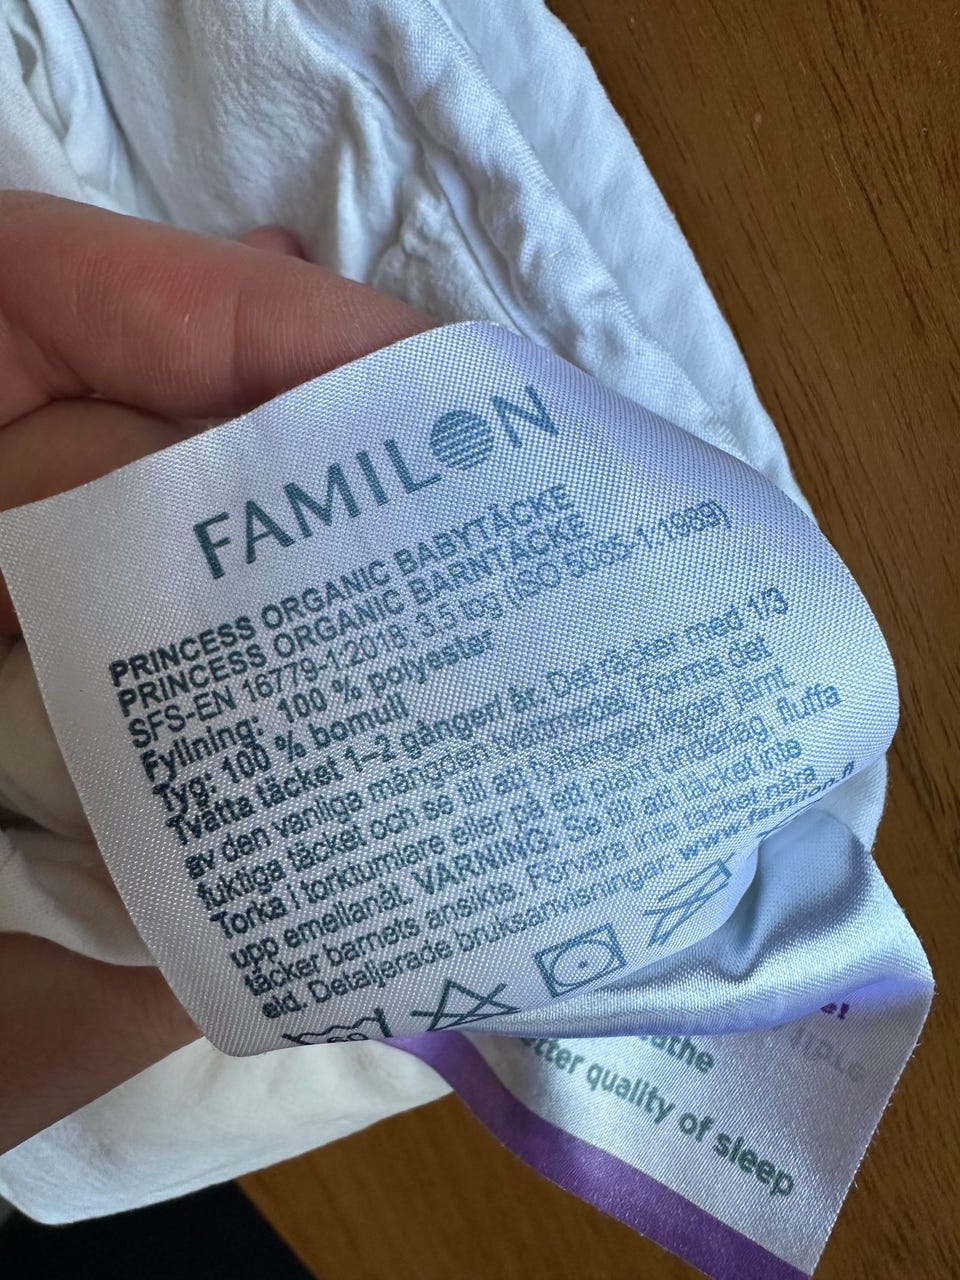 FAMILON
PRINCESS ORGANIC BABYTÄCKE
PRINCESS ORGANIC BARNTÄCKE
SFS-EN 16779-1:2018; 3.5 tog (ISO 5085-1:1989)
Fyllning: 100 % polyester
Tyg: 100 % bomull
Tvätta täcket 1–2 gånger/ år. Det räcker med 1/3
av den vanliga mängden tvättmedel. Forma det
fuktiga täcket och se till att fyllningen ligger jämt.
Torka i torktumlare eller på ett plant underlag, fluffa
upp emellanåt. VARNING: Se till att täcket inte
täcker barnets ansikte. Förvara inte täcket nära
eld. Detaljerade bruksanvisningar: www.familon.fi
60
quality of sleep